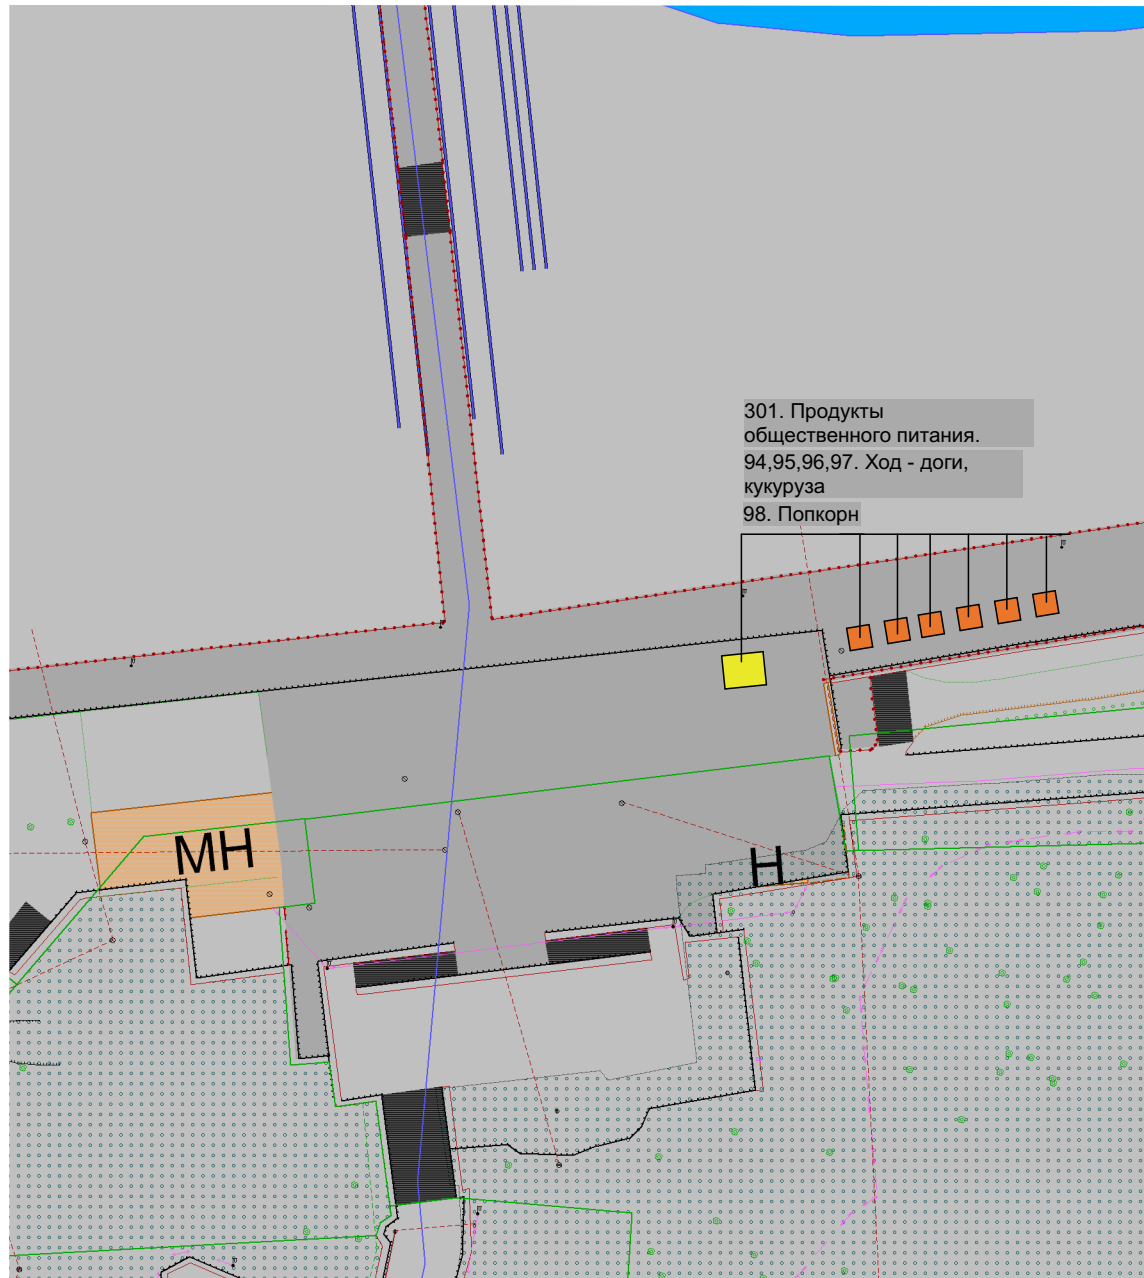 301. Продукты
общественного питания.
94,95,96,97. Ход - доги,
кукуруза
98. Попкорн
МН
Н